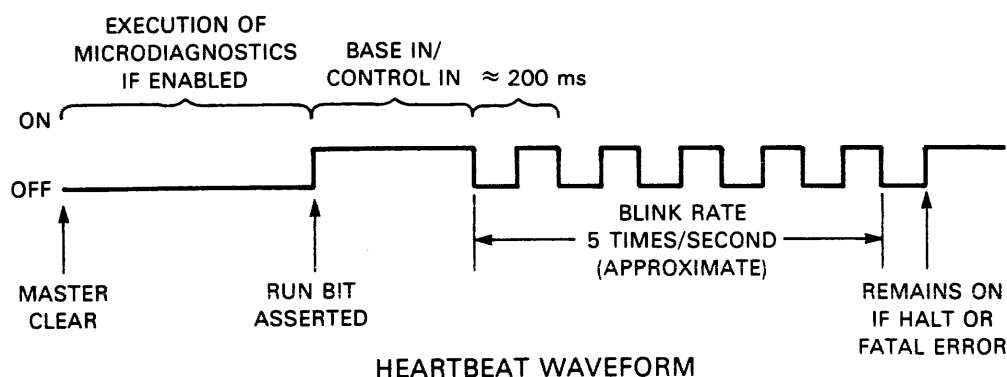 EXECUTION OF
MICRODIAGNOSTICS
IF ENABLED
BASE IN/
CONTROL IN
≈ 200 ms
ON
OFF
BLINK RATE
5 TIMES/SECOND
(APPROXIMATE)
MASTER
CLEAR
RUN BIT
ASSERTED
REMAINS ON
IF HALT OR
FATAL ERROR
HEARTBEAT WAVEFORM